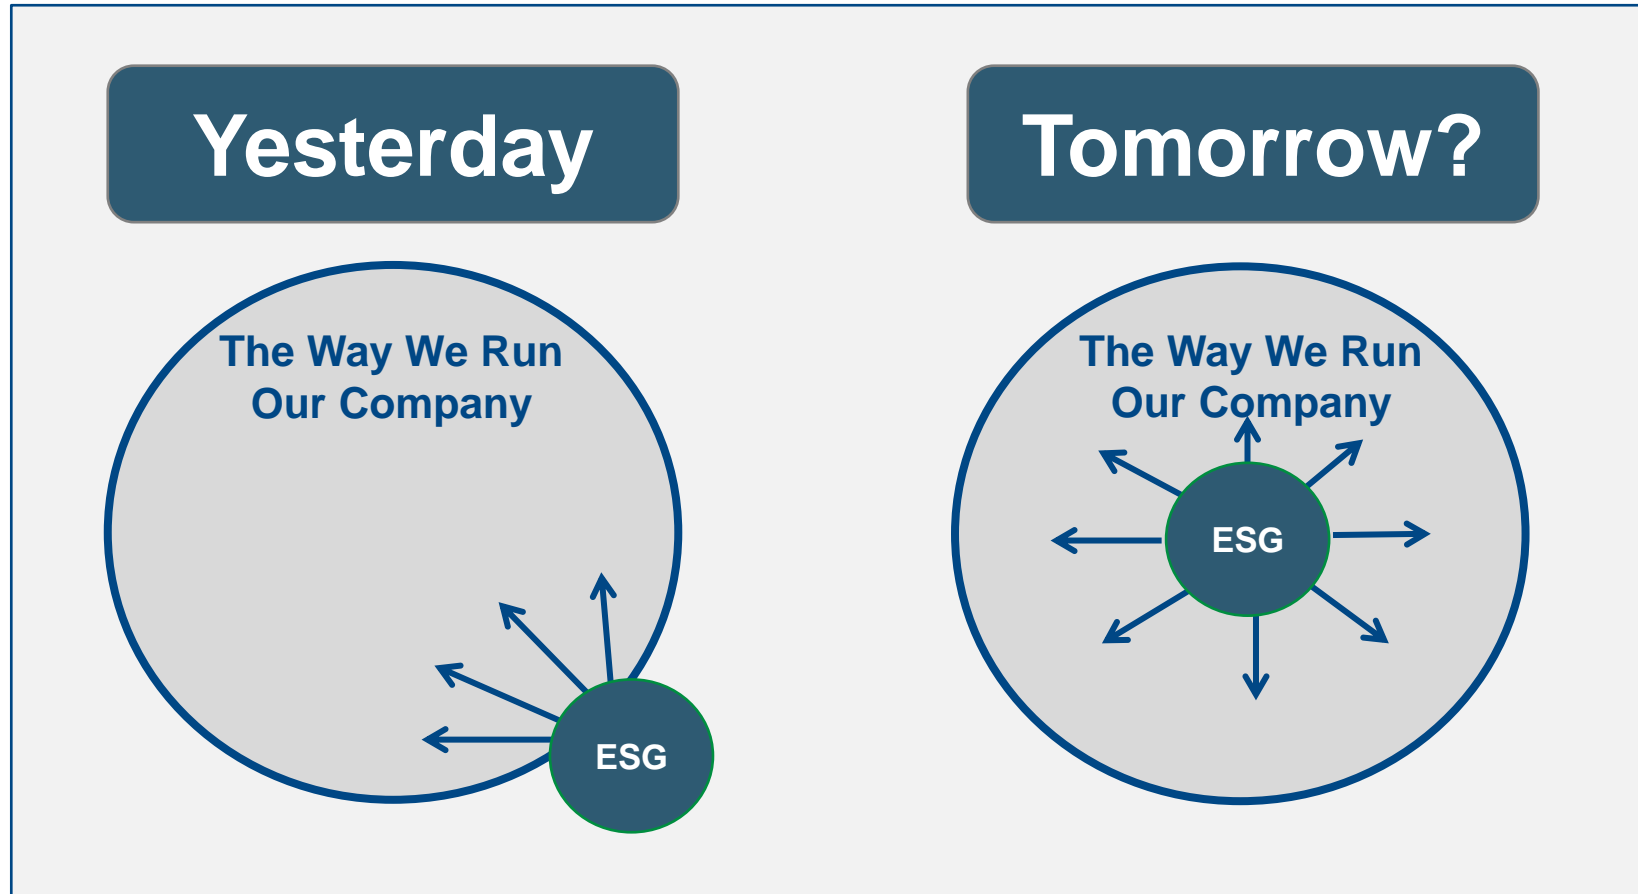 Yesterday
The Way We Run
Our Company
ESG
Tomorrow?
The Way We Run
Our Company
ESG